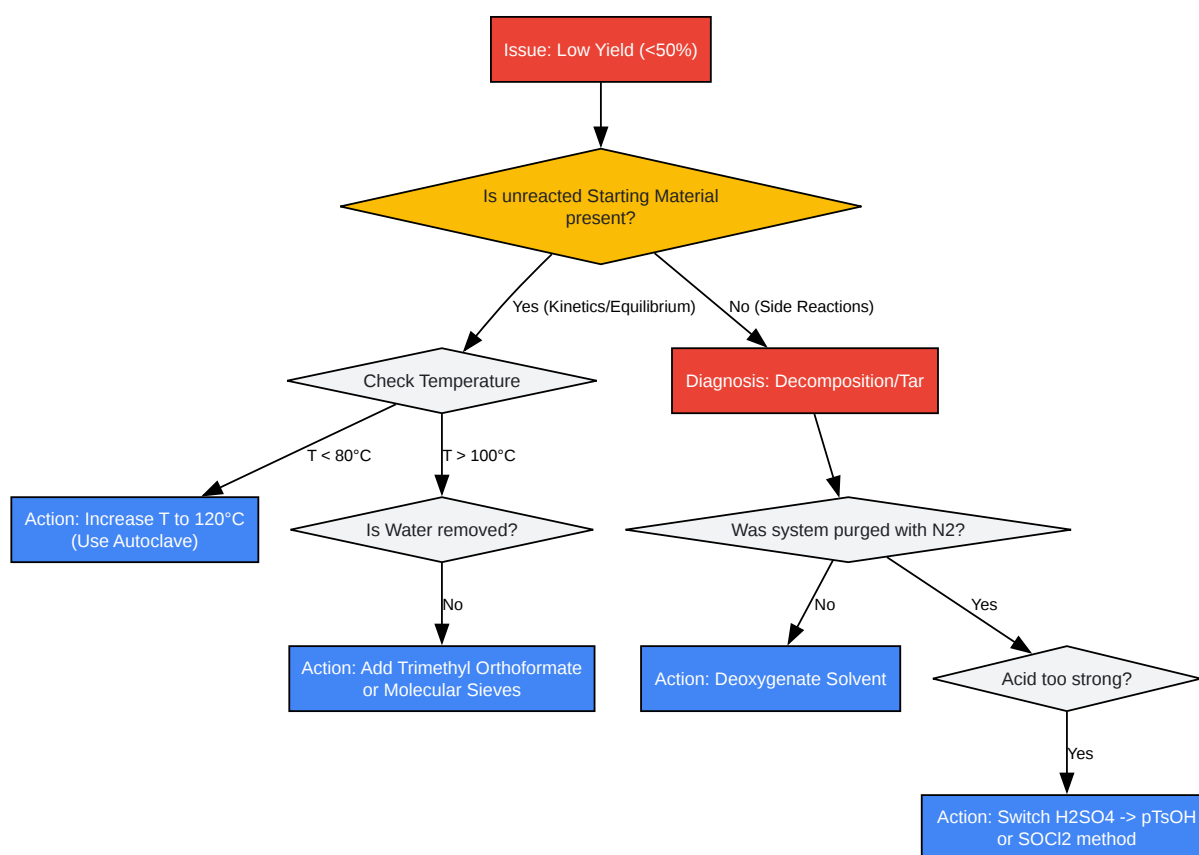 Issue: Low Yield (<50%)
Is unreacted Starting Material
present?
Yes (Kinetics/Equilibrium)
No (Side Reactions)
Check Temperature
Diagnosis: Decomposition/Tar
T < 80°C
T > 100°C
Action: Increase T to 120°C
(Use Autoclave)
Is Water removed?
Was system purged with N2?
No
No
Yes
Action: Add Trimethyl Orthoformate
or Molecular Sieves
Action: Deoxygenate Solvent
Acid too strong?
Yes
Action: Switch H2SO4 -> pTsOH
or SOCl2 method